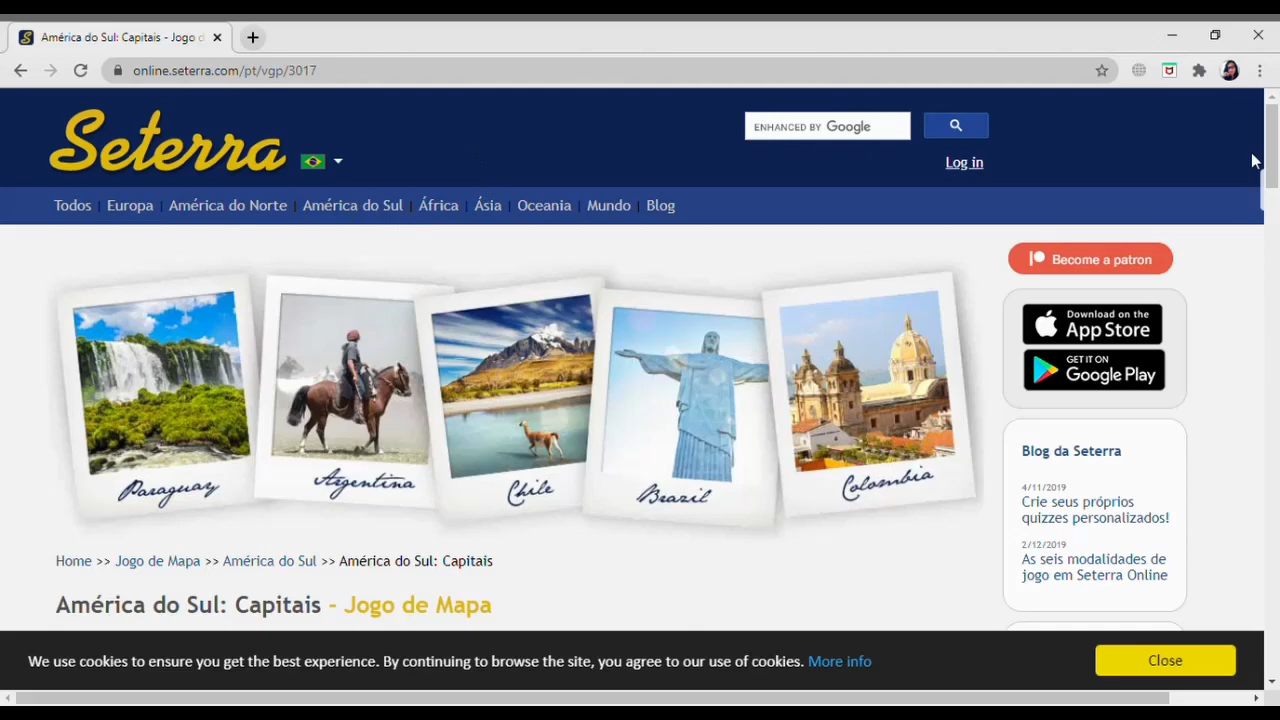 América do Sul: Capitais - Jogo d
online.seterra.com/pt/vgp/3017
Seterra
ENHANCED BY Google
Log in
Todos | Europa | América do Norte | América do Sul | África | Ásia | Oceania | Mundo | Blog
Become a patron
Download on the
App Store
GET IT ON
Google Play
Paraguay
Argentina
Chile
Brazil
Colombia
Blog da Seterra
4/11/2019
Crie seus próprios
quizzes personalizados!
2/12/2019
As seis modalidades de
jogo em Seterra Online
Home >> Jogo de Mapa >> América do Sul >> América do Sul: Capitais
América do Sul: Capitais - Jogo de Mapa
We use cookies to ensure you get the best experience. By continuing to browse the site, you agree to our use of cookies. More info
Close